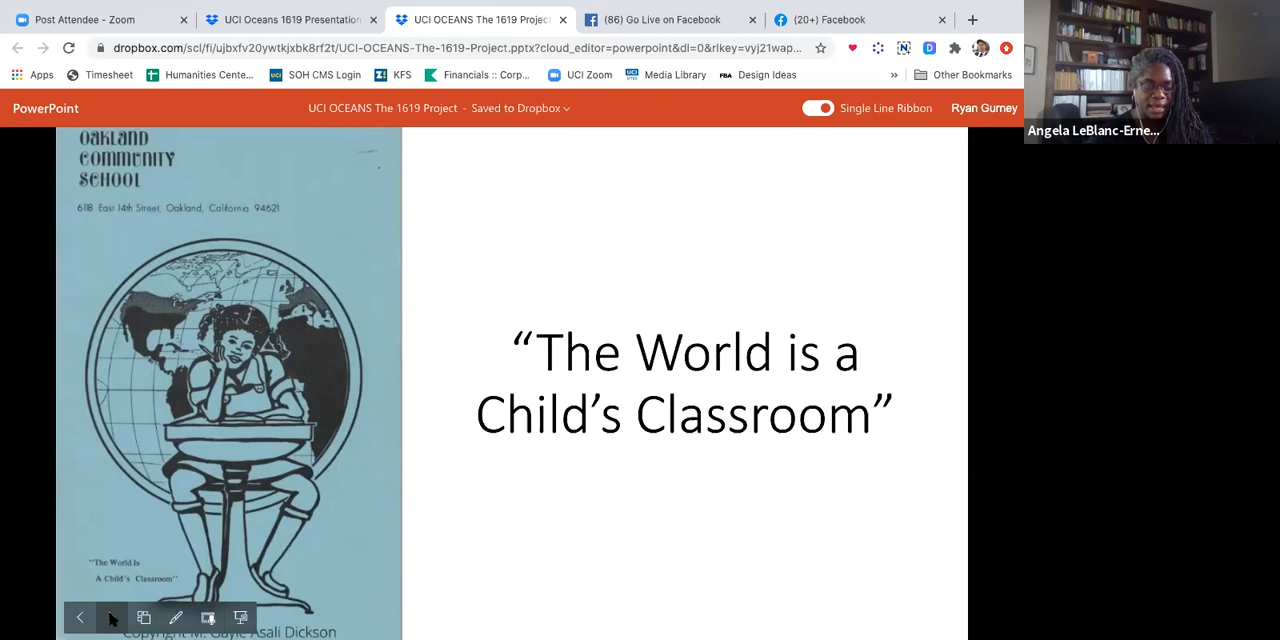 Post Attendee - Zoom
UCI Oceans 1619 Presentation
UCI OCEANS The 1619 Projec
(86) Go Live on Facebook
(20+) Facebook
dropbox.com/scl/fi/ujbxfv20ywtkjxbk8rf2t/UCI-OCEANS-The-1619-Project.pptx?cloud_editor=powerpoint&dl=0&rlkey=vyj21wap...
Apps
Timesheet
Humanities Cente...
SOH CMS Login
KFS
Financials :: Corp...
UCI Zoom
Media Library
FBA
Design Ideas
»
Other Bookmarks
PowerPoint
UCI OCEANS The 1619 Project - Saved to Dropbox
Single Line Ribbon
Ryan Gurney
Angela LeBlanc-Erne...
OAKLAND
COMMUNITY
SCHOOL
6118 East 14th Street, Oakland, California 94621
"The World Is
A Child's Classroom"
Copyright M. Gayle Asali Dickson
“The World is a
Child’s Classroom”